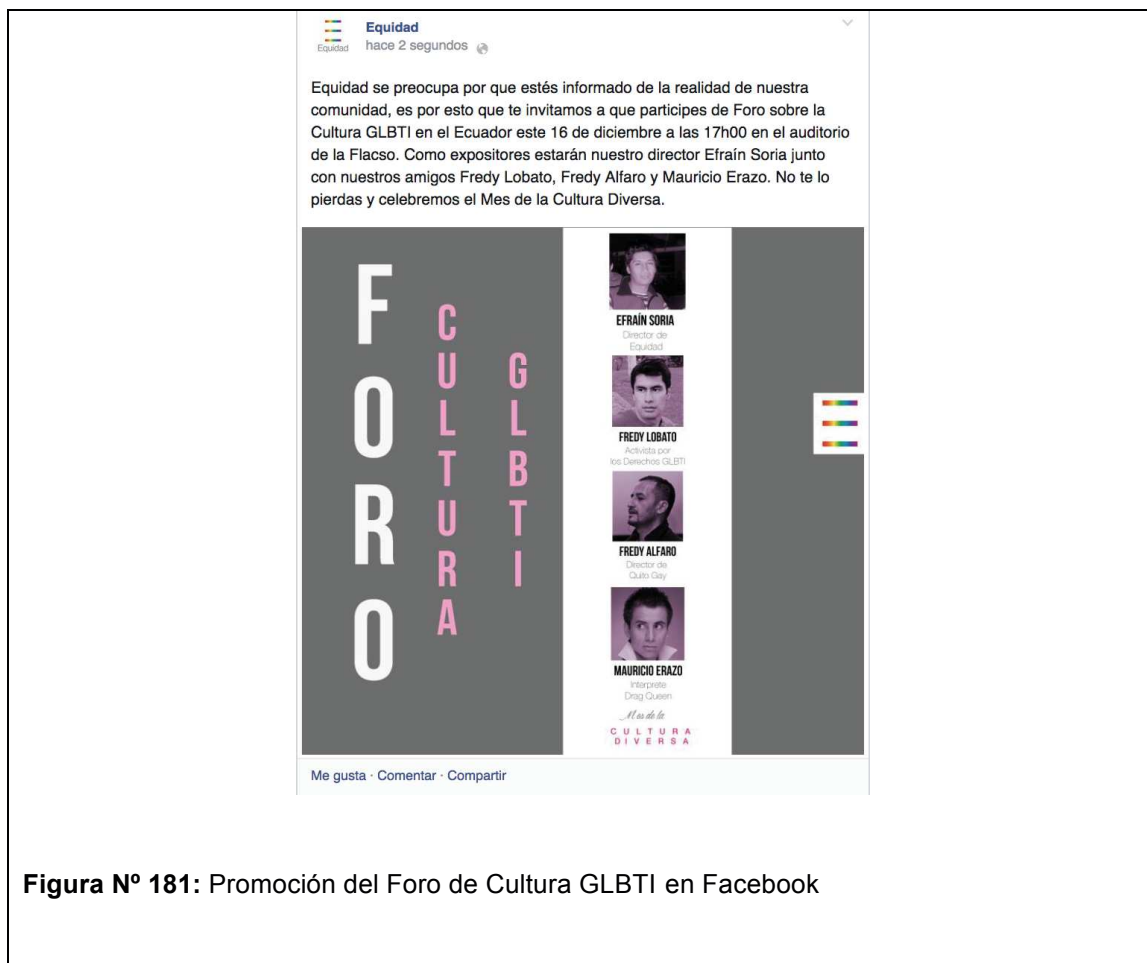 Equidad
Equidad
hace 2 segundos
Equidad se preocupa por que estés informado de la realidad de nuestra
comunidad, es por esto que te invitamos a que participes de Foro sobre la
Cultura GLBTI en el Ecuador este 16 de diciembre a las 17h00 en el auditorio
de la Flacso. Como expositores estarán nuestro director Efraín Soria junto
con nuestros amigos Fredy Lobato, Fredy Alfaro y Mauricio Erazo. No te lo
pierdas y celebremos el Mes de la Cultura Diversa.
FORO
CULTURA
GLBTI
EFRAÍN SORIA
Director de
Equidad
FREDY LOBATO
Activista por
los Derechos GLBTI
FREDY ALFARO
Director de
Quito Gay
MAURICIO ERAZO
Interprete
Drag Queen
Mes de la
CULTURA
DIVERSA
Me gusta · Comentar · Compartir
Figura Nº 181: Promoción del Foro de Cultura GLBTI en Facebook